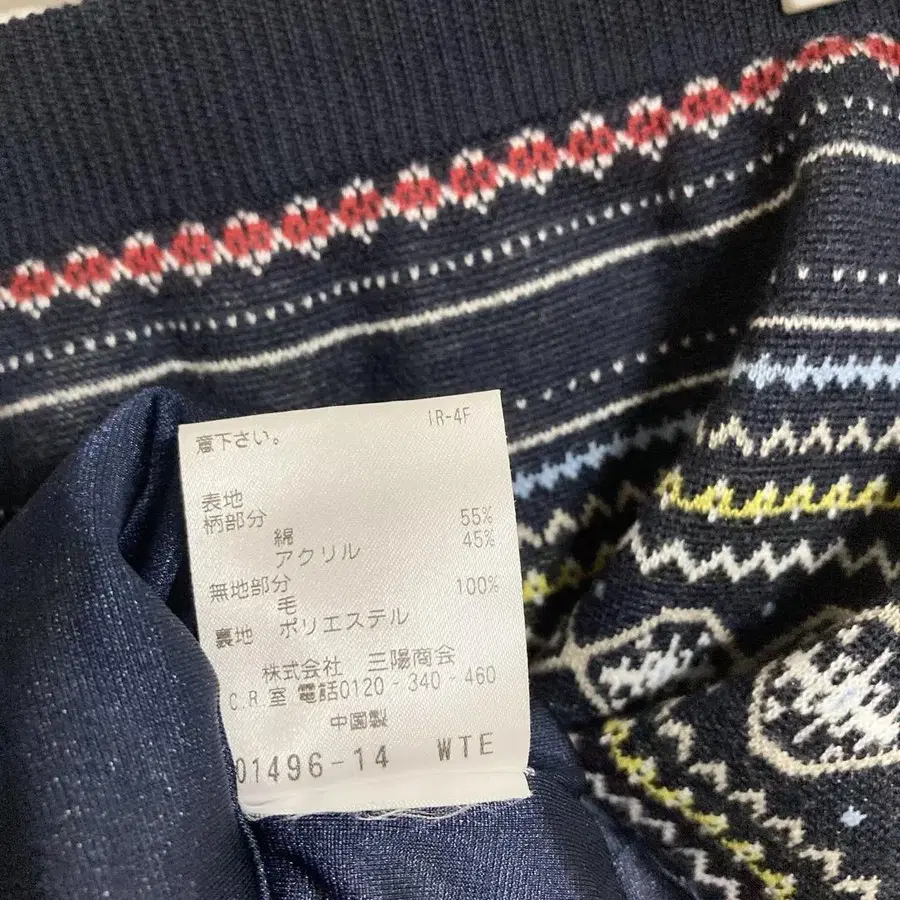 IR-4F
意下さい。
表地
柄部分
綿 55%
アクリル 45%
無地部分
毛 100%
裏地 ポリエステル
株式会社 三陽商会
C.R.室 電話0120-340-460
中国製
01496-14 WTE